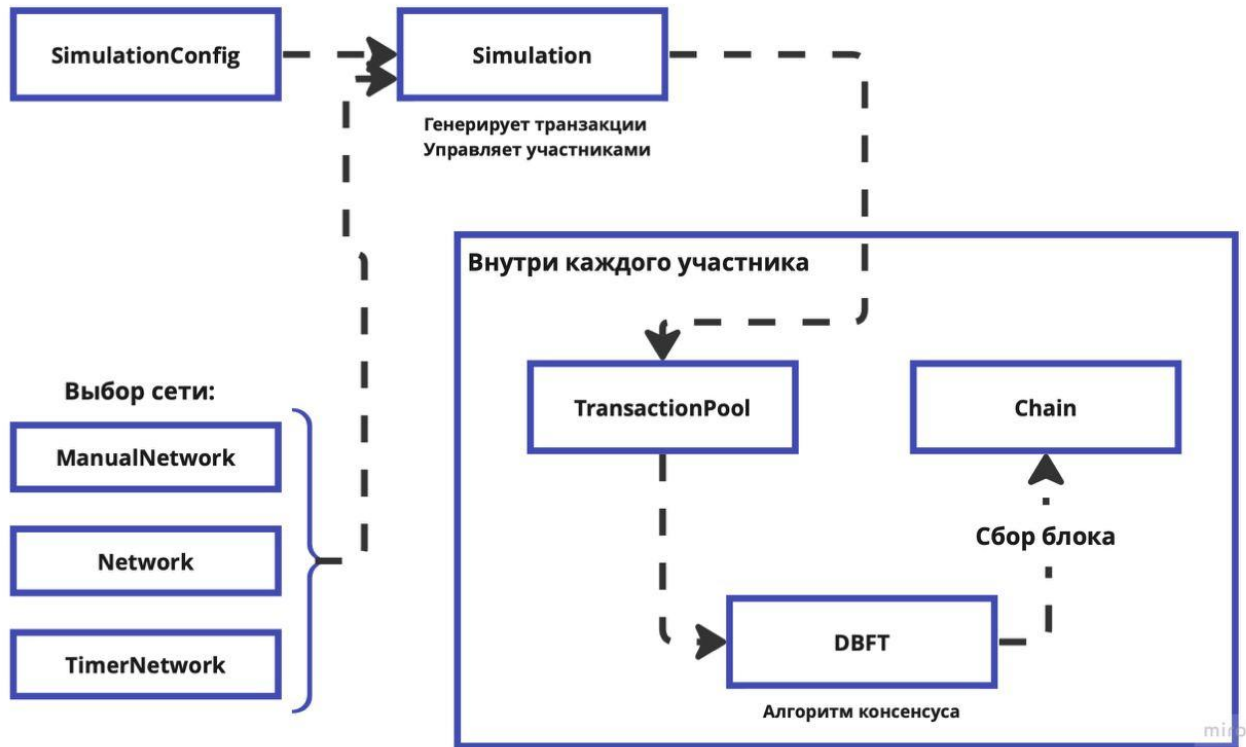 SimulationConfig
Simulation
Генерирует транзакции
Управляет участниками
Внутри каждого участника
Выбор сети:
TransactionPool
Chain
ManualNetwork
Сбор блока
Network
DBFT
TimerNetwork
Алгоритм консенсуса
miro